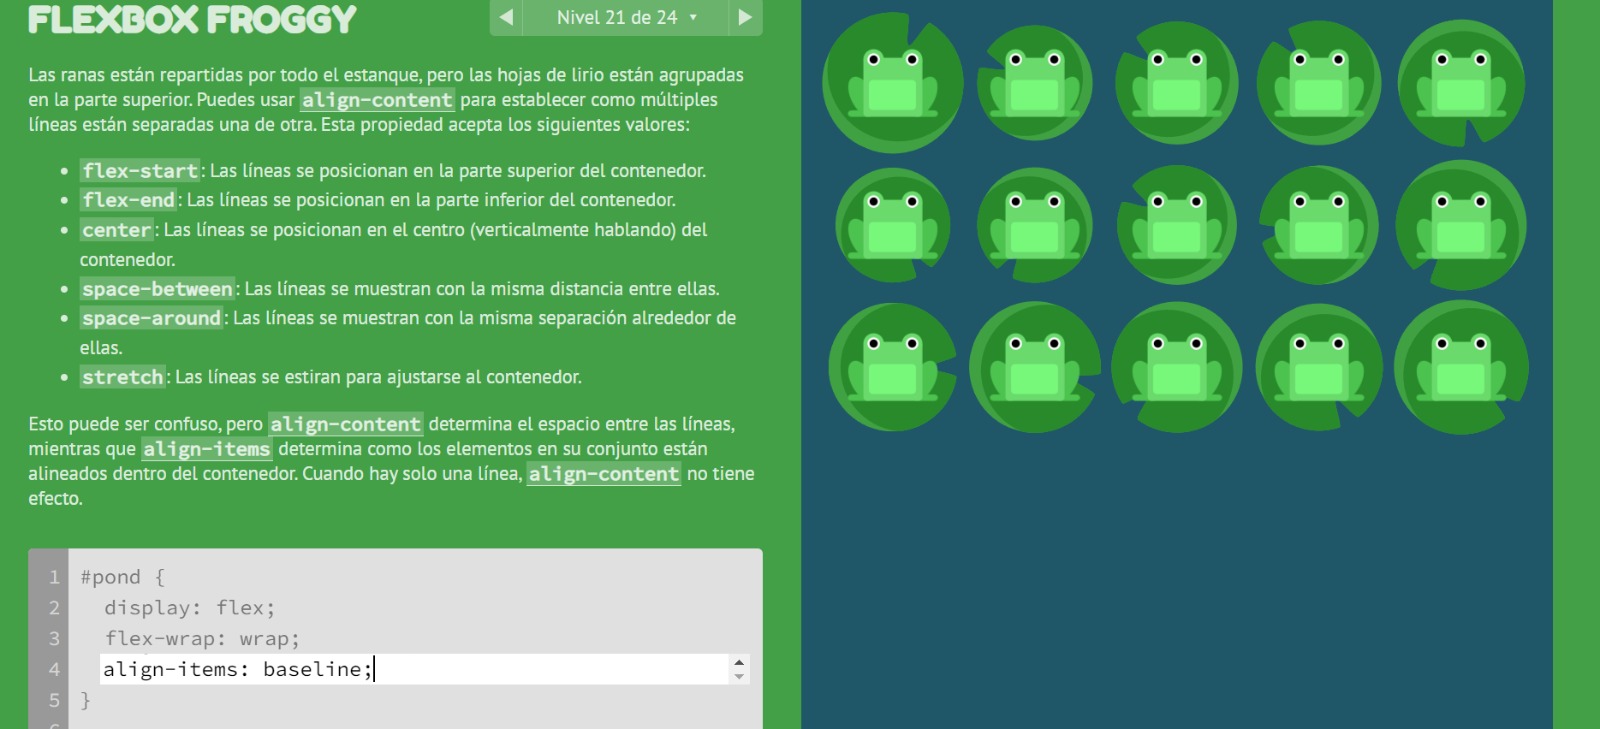 FLEXBOX FROGGY
Nivel 21 de 24
Las ranas están repartidas por todo el estanque, pero las hojas de lirio están agrupadas
en la parte superior. Puedes usar align-content para establecer como múltiples
líneas están separadas una de otra. Esta propiedad acepta los siguientes valores:
flex-start: Las líneas se posicionan en la parte superior del contenedor.
flex-end: Las líneas se posicionan en la parte inferior del contenedor.
center: Las líneas se posicionan en el centro (verticalmente hablando) del
contenedor.
space-between: Las líneas se muestran con la misma distancia entre ellas.
space-around: Las líneas se muestran con la misma separación alrededor de
ellas.
stretch: Las líneas se estiran para ajustarse al contenedor.
Esto puede ser confuso, pero align-content determina el espacio entre las líneas,
mientras que align-items determina como los elementos en su conjunto están
alineados dentro del contenedor. Cuando hay solo una línea, align-content no tiene
efecto.
1 #pond {
2 display: flex;
3 flex-wrap: wrap;
4 align-items: baseline;
5 }